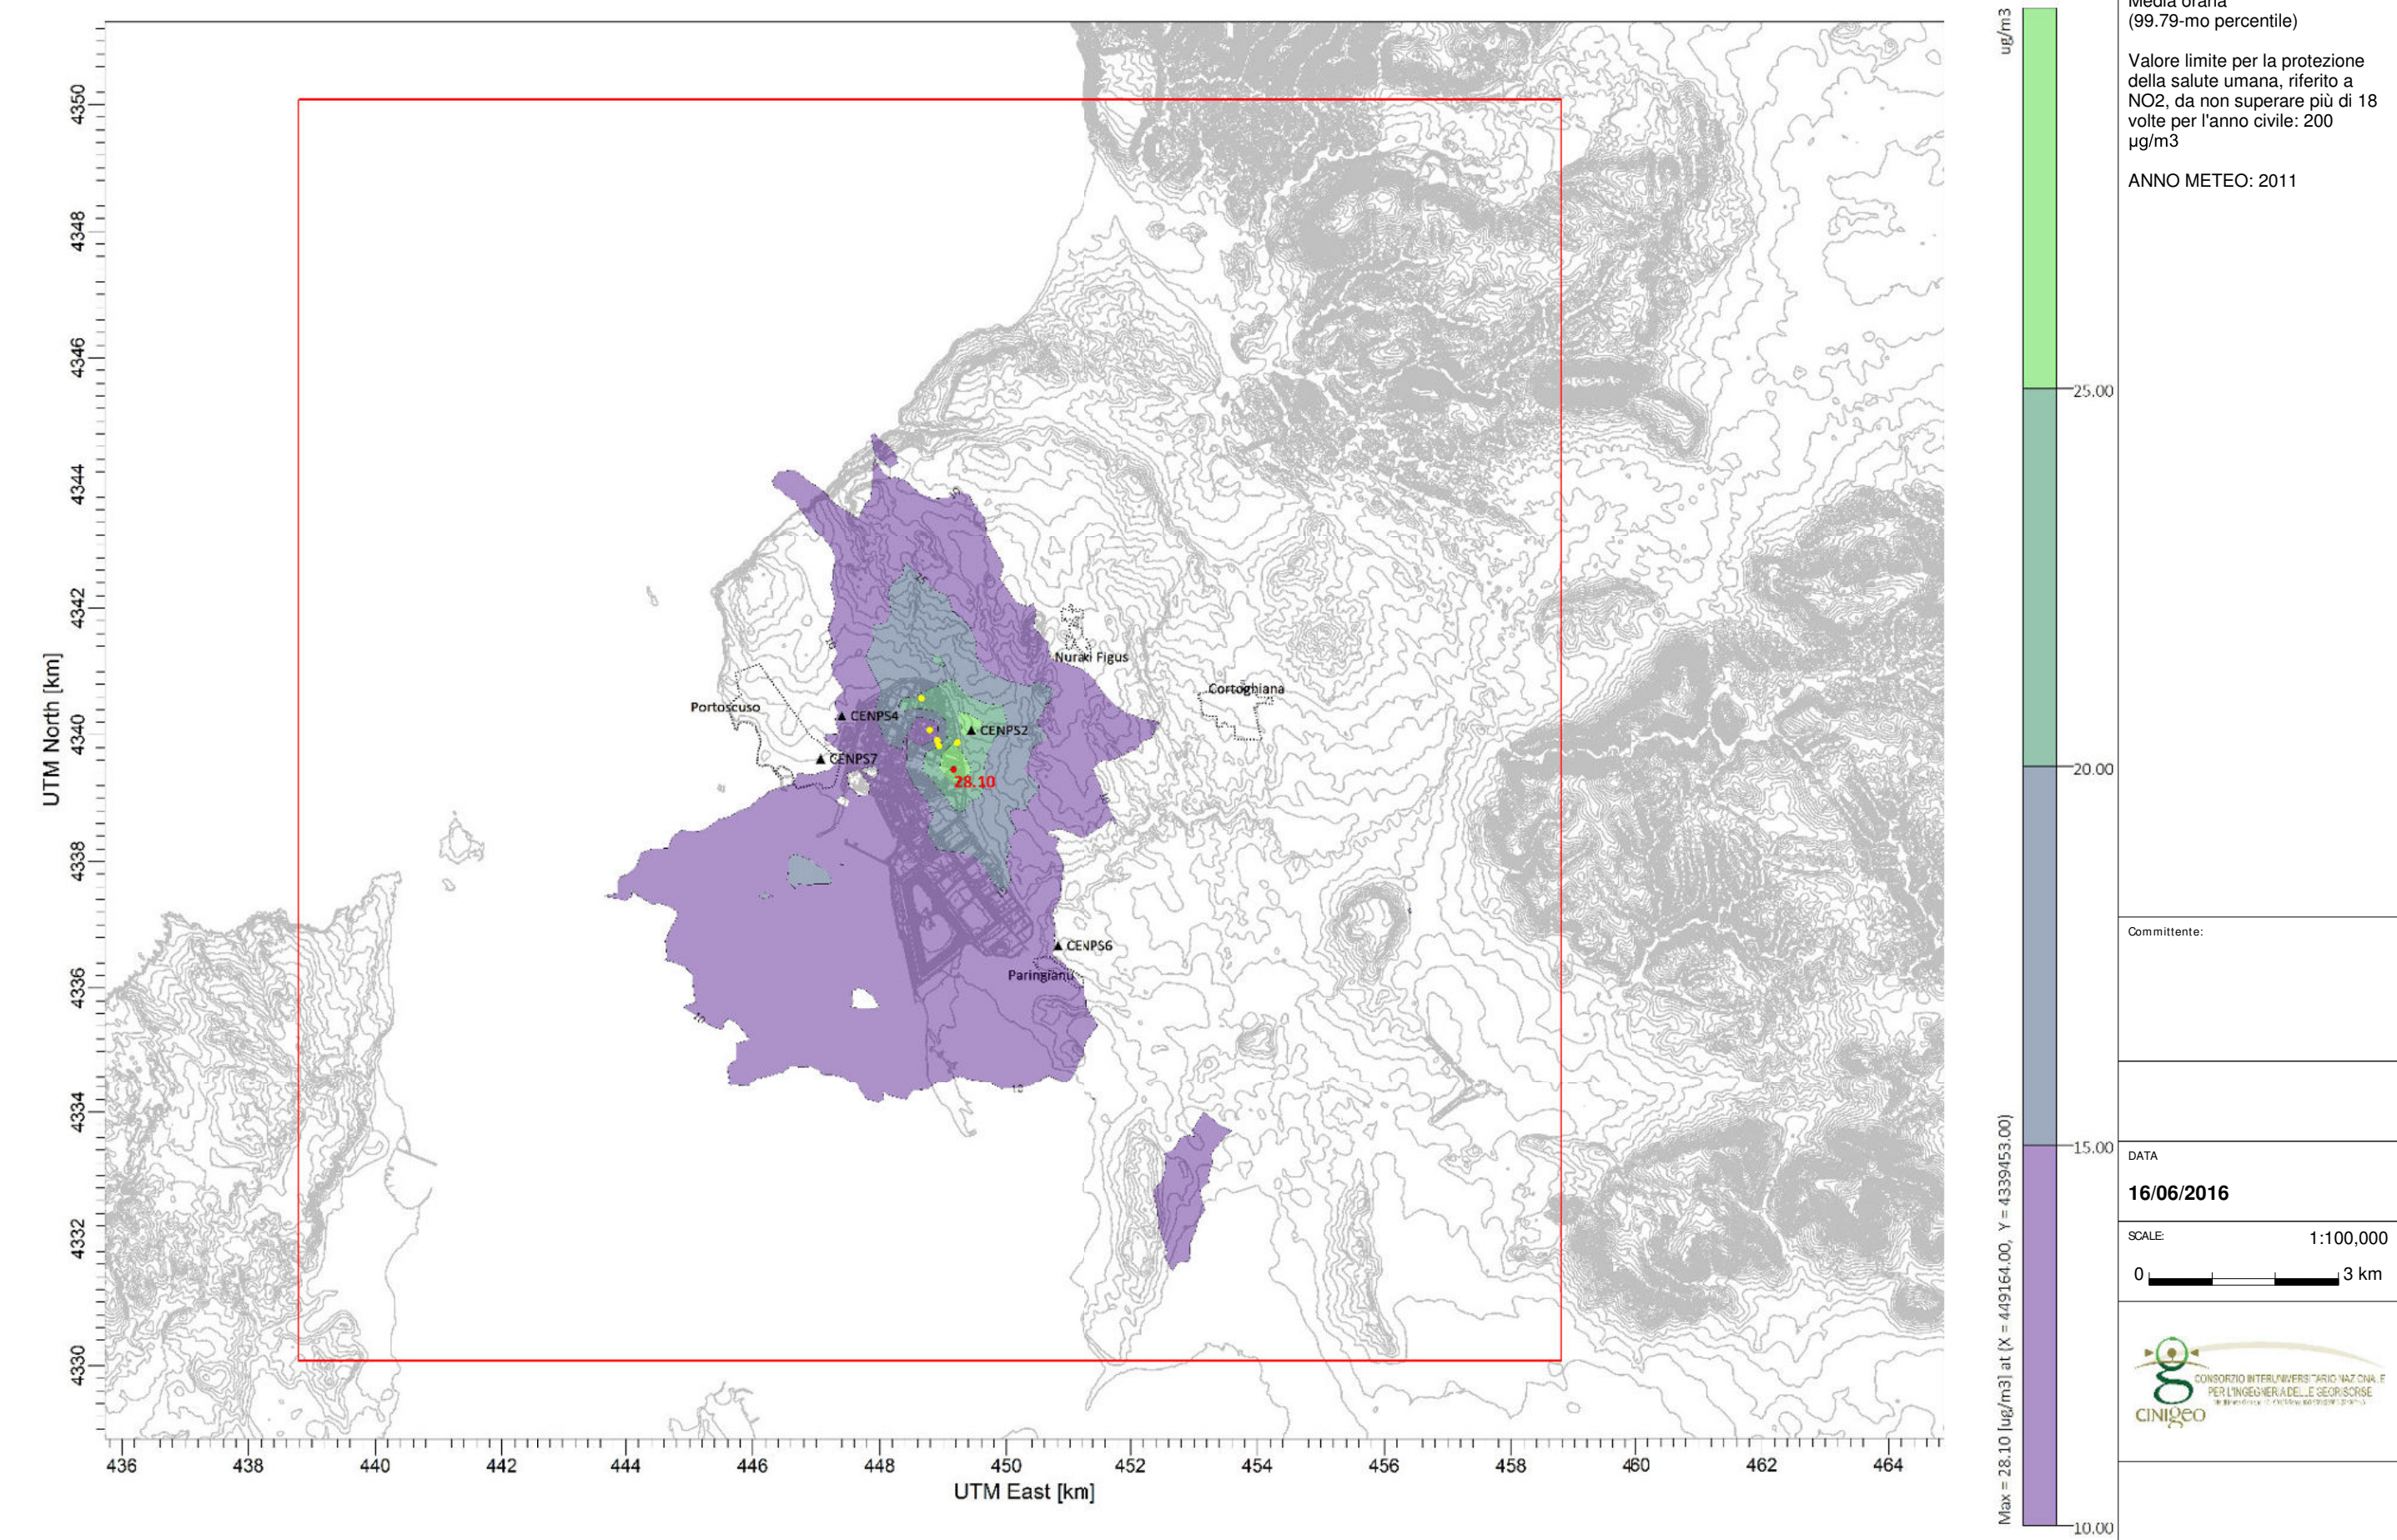 Media oraria
(99.79-mo percentile)
Valore limite per la protezione
della salute umana, riferito a
NO2, da non superare più di 18
volte per l'anno civile: 200
µg/m3
ANNO METEO: 2011
ug/m3
25.00
20.00
15.00
10.00
Max = 28.10 [ug/m3] at (X = 449164.00, Y = 4339453.00)
UTM North [km]
4350
4348
4346
4344
4342
4340
4338
4336
4334
4332
4330
Nuraki Figus
Cortoghiana
Portoscuso
CENPS4
CENPS2
CENPS7
28.10
CENPS6
Paringianu
10
436
438
440
442
444
446
448
450
452
454
456
458
460
462
464
UTM East [km]
Committente:
DATA
16/06/2016
SCALE:
1:100,000
0
3 km
CONSORZIO INTERUNIVERSITARIO NAZIONALE
PER L'INGEGNERIA DELLE GEORISORSE
CINIGEO